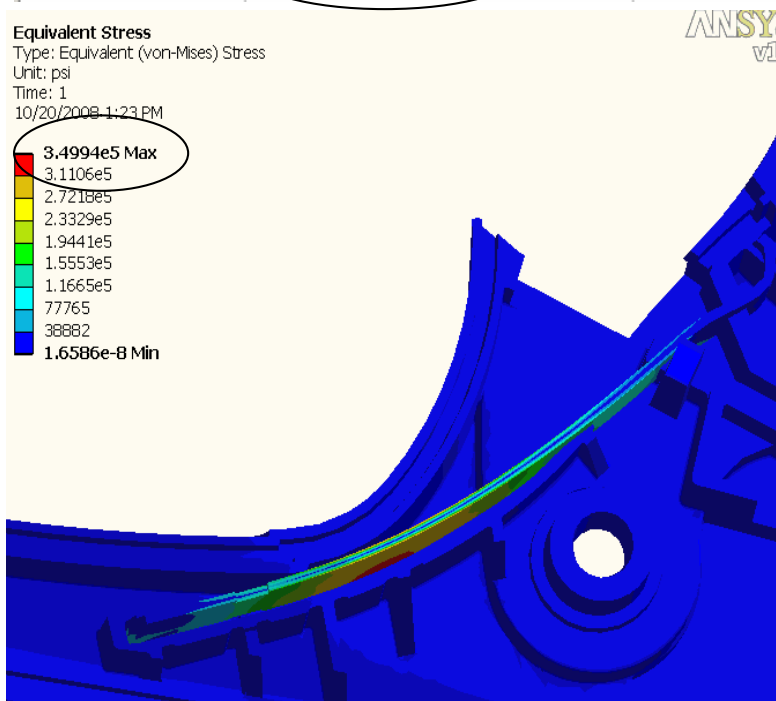 Equivalent Stress
Type: Equivalent (von-Mises) Stress
Unit: psi
Time: 1
10/20/2008 1:23 PM
3.4994e5 Max
3.1106e5
2.7218e5
2.3329e5
1.9441e5
1.5553e5
1.1665e5
77765
38882
1.6586e-8 Min